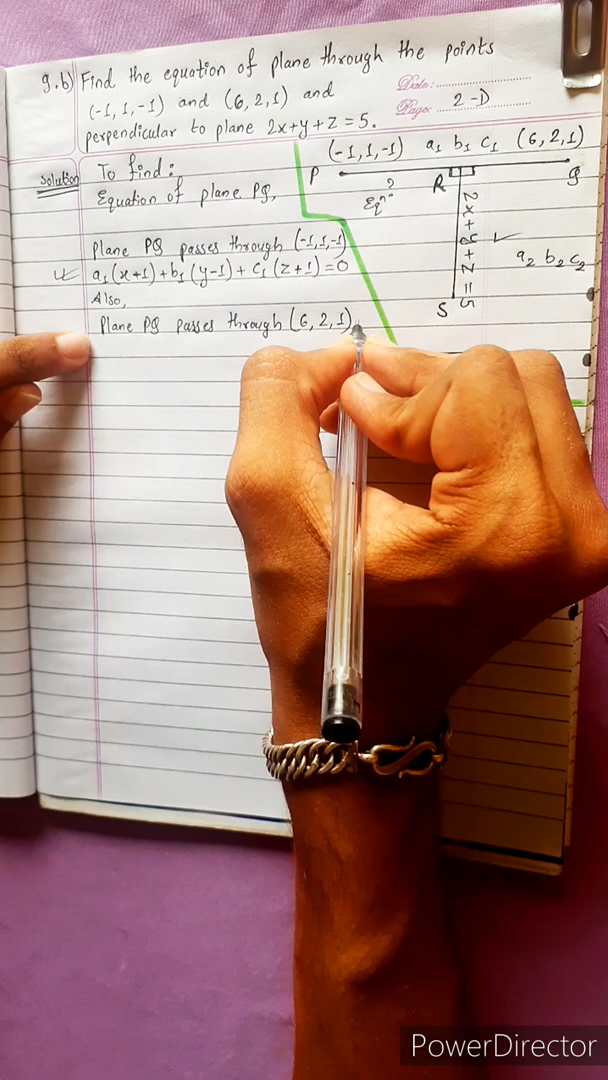 9.b) Find the equation of plane through the points
(-1, 1, -1) and (6, 2, 1) and
perpendicular to plane 2x+y+z=5.
Date:
Page: 2-D
Solution
To find:
Equation of plane PQ,
Plane PQ passes through (-1,1,-1)
a₁(x+1)+b₁(y-1)+c₁(z+1)=0
Also,
Plane PQ passes through (6, 2, 1),
(-1,1,-1) a₁ b₁ c₁ (6, 2, 1)
P R Q
?
Eqⁿ
2x+y+z=5
a₂ b₂ c₂
S
PowerDirector